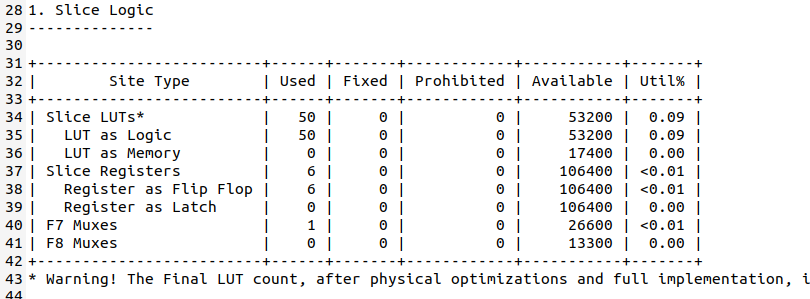 28 1. Slice Logic
29 --------------
30
31 +-------------------------+------+-------+------------+-----------+-------+
32 |        Site Type        | Used | Fixed | Prohibited | Available | Util% |
33 +-------------------------+------+-------+------------+-----------+-------+
34 | Slice LUTs*             |   50 |     0 |          0 |     53200 |  0.09 |
35 |   LUT as Logic          |   50 |     0 |          0 |     53200 |  0.09 |
36 |   LUT as Memory         |    0 |     0 |          0 |     17400 |  0.00 |
37 | Slice Registers         |    6 |     0 |          0 |    106400 | <0.01 |
38 |   Register as Flip Flop |    6 |     0 |          0 |    106400 | <0.01 |
39 |   Register as Latch     |    0 |     0 |          0 |    106400 |  0.00 |
40 | F7 Muxes                |    1 |     0 |          0 |     26600 | <0.01 |
41 | F8 Muxes                |    0 |     0 |          0 |     13300 |  0.00 |
42 +-------------------------+------+-------+------------+-----------+-------+
43 * Warning! The Final LUT count, after physical optimizations and full implementation, i
44